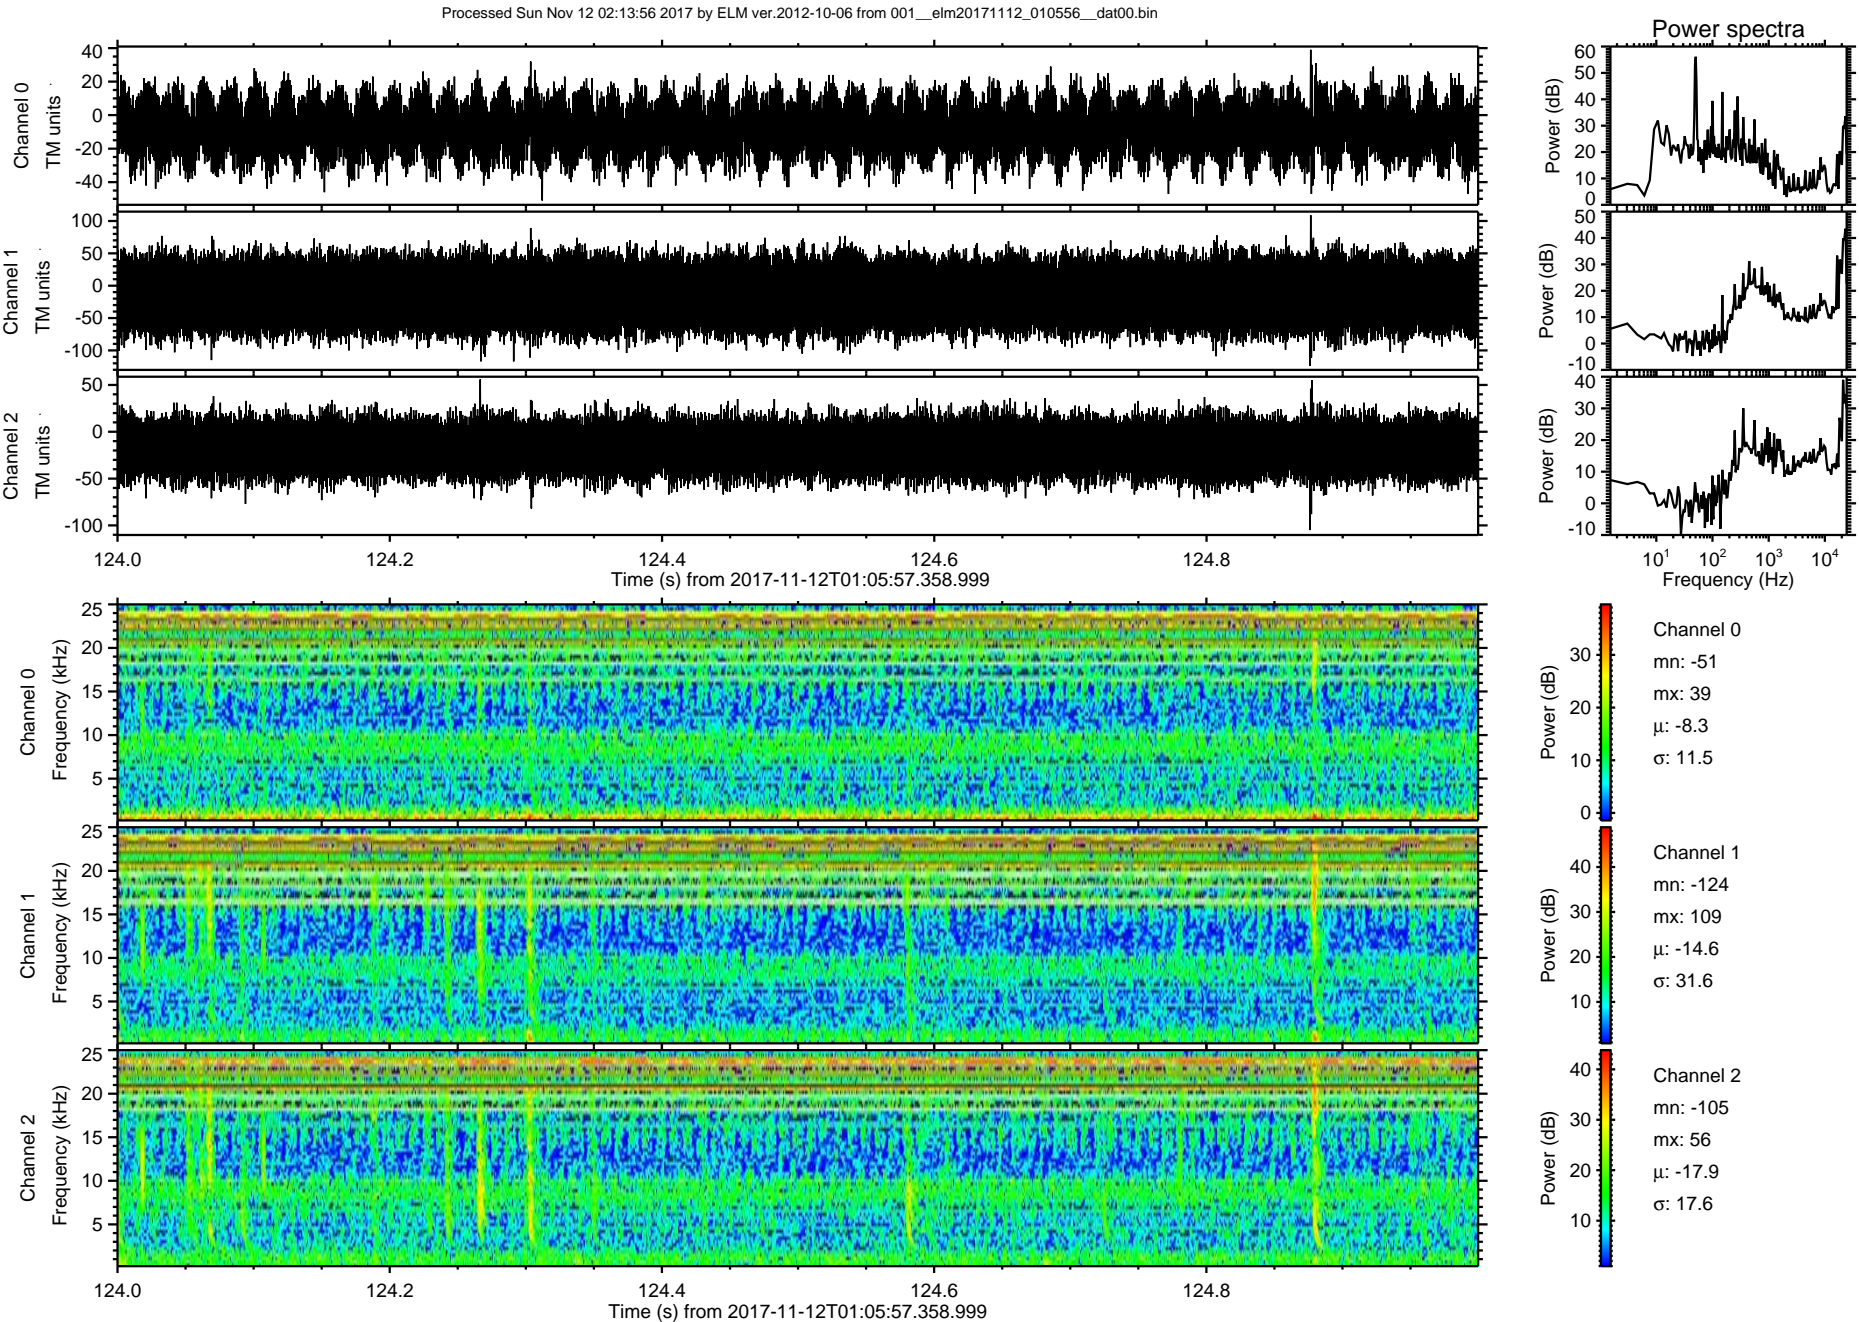 Processed Sun Nov 12 02:13:56 2017 by ELM ver.2012-10-06 from 001__elm20171112_010556__dat00.bin
Power spectra
Channel 0
TM units
40
20
0
-20
-40
Power (dB)
60
50
40
30
20
10
0
Channel 1
TM units
100
50
0
-50
-100
Power (dB)
50
40
30
20
10
0
-10
Channel 2
TM units
50
0
-50
-100
Power (dB)
40
30
20
10
0
-10
124.0 124.2 124.4 124.6 124.8
Time (s) from 2017-11-12T01:05:57.358.999
10^1 10^2 10^3 10^4
Frequency (Hz)
Channel 0
Frequency (kHz)
25
20
15
10
5
Power (dB)
30
20
10
0
Channel 0
mn: -51
mx: 39
μ: -8.3
σ: 11.5
Channel 1
Frequency (kHz)
25
20
15
10
5
Power (dB)
40
30
20
10
Channel 1
mn: -124
mx: 109
μ: -14.6
σ: 31.6
Channel 2
Frequency (kHz)
25
20
15
10
5
Power (dB)
40
30
20
10
Channel 2
mn: -105
mx: 56
μ: -17.9
σ: 17.6
124.0 124.2 124.4 124.6 124.8
Time (s) from 2017-11-12T01:05:57.358.999